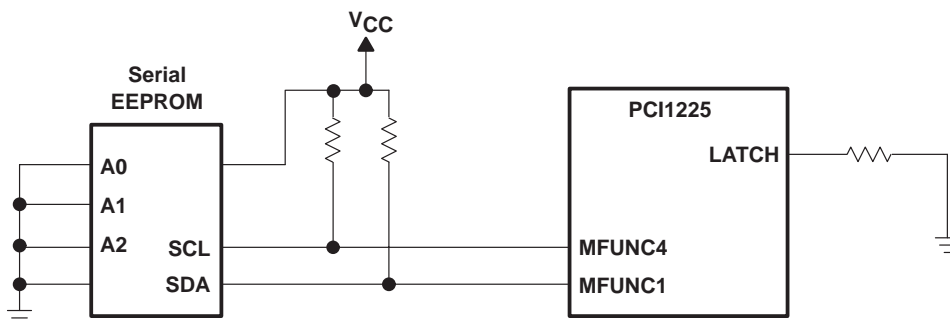 VCC
Serial
EEPROM
PCI1225
A0
LATCH
A1
A2
SCL
MFUNC4
SDA
MFUNC1